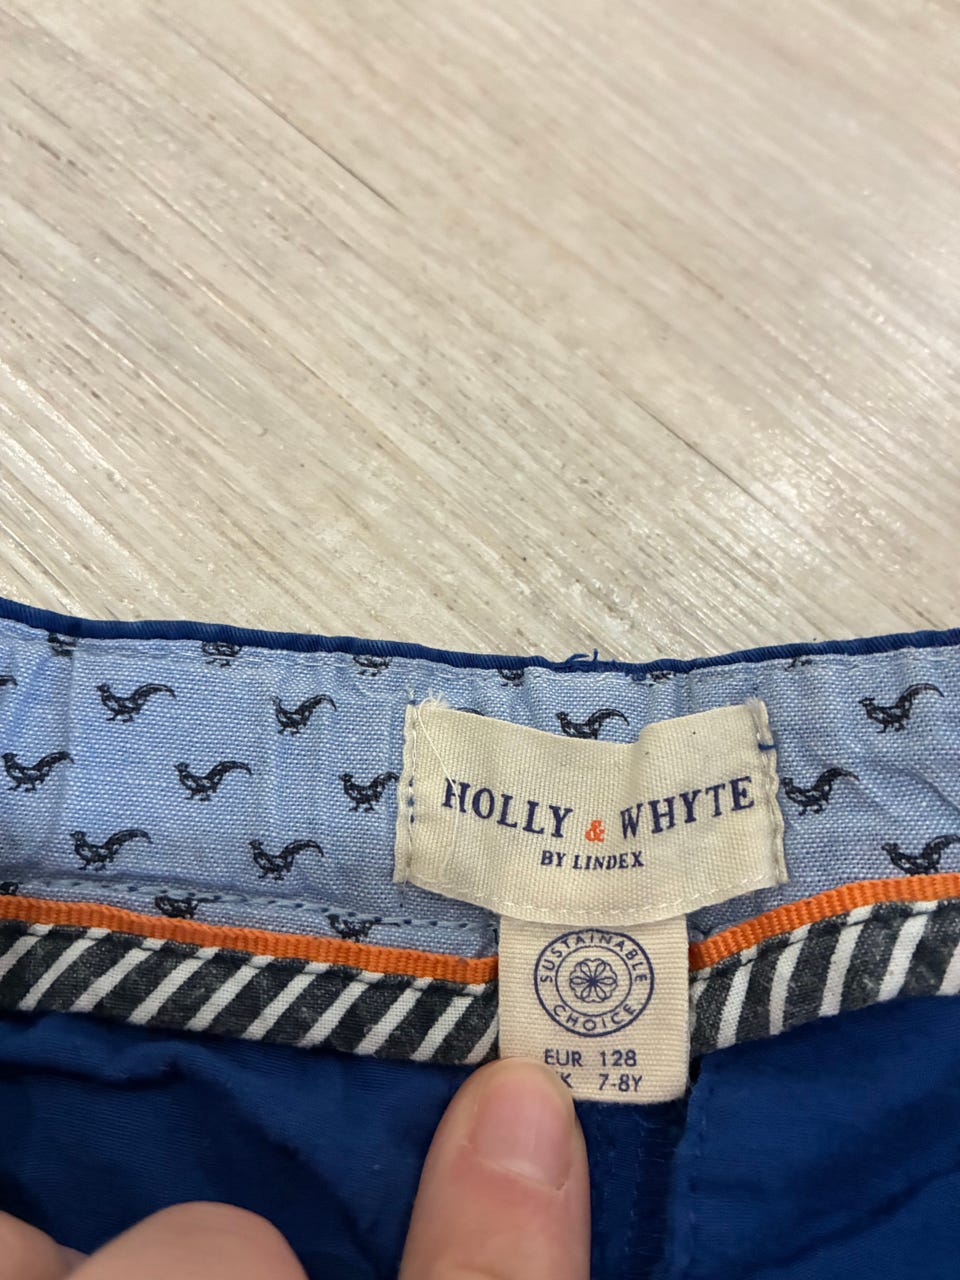 HOLLY & WHYTE
BY LINDEX
SUSTAINABLE
CHOICE
EUR 128
K 7-8Y